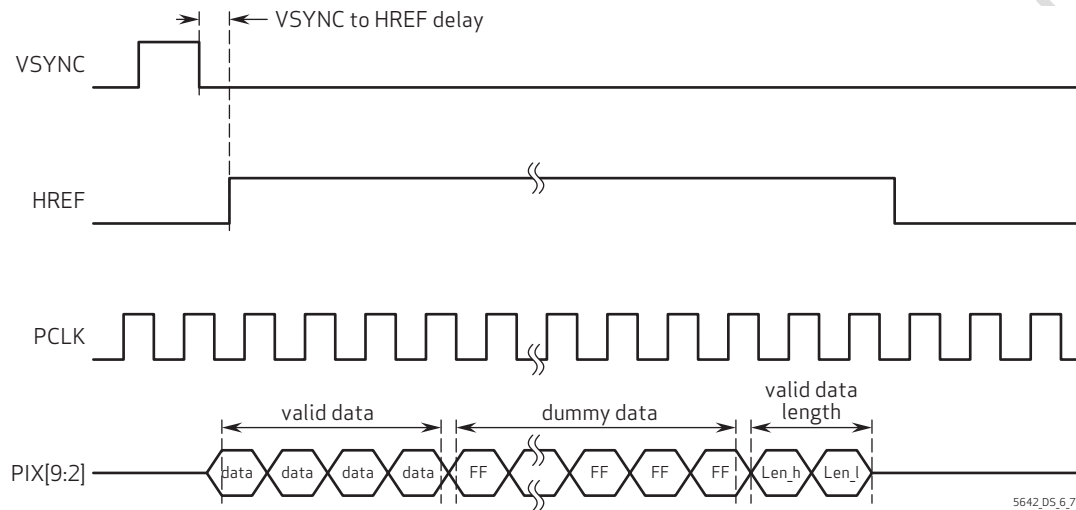 VSYNC to HREF delay
VSYNC
HREF
PCLK
valid data
dummy data
valid data
length
PIX[9:2]
data data data data FF FF FF FF Len_h Len_l
5642_DS_6_7